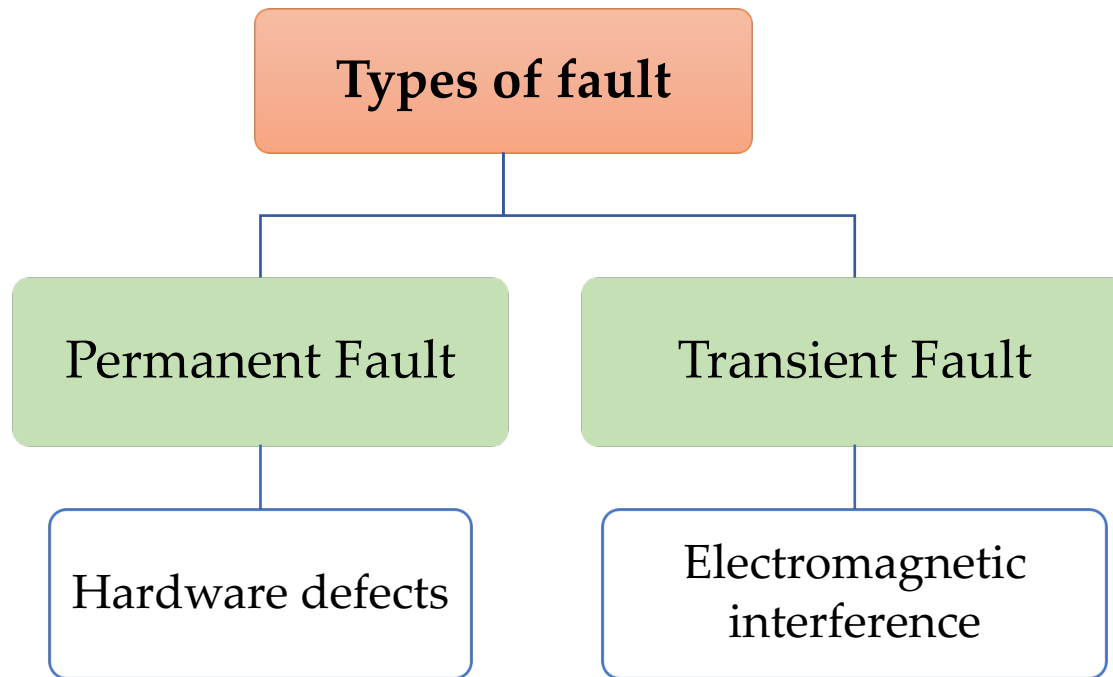 Types of fault
Permanent Fault
Transient Fault
Hardware defects
Electromagnetic
interference